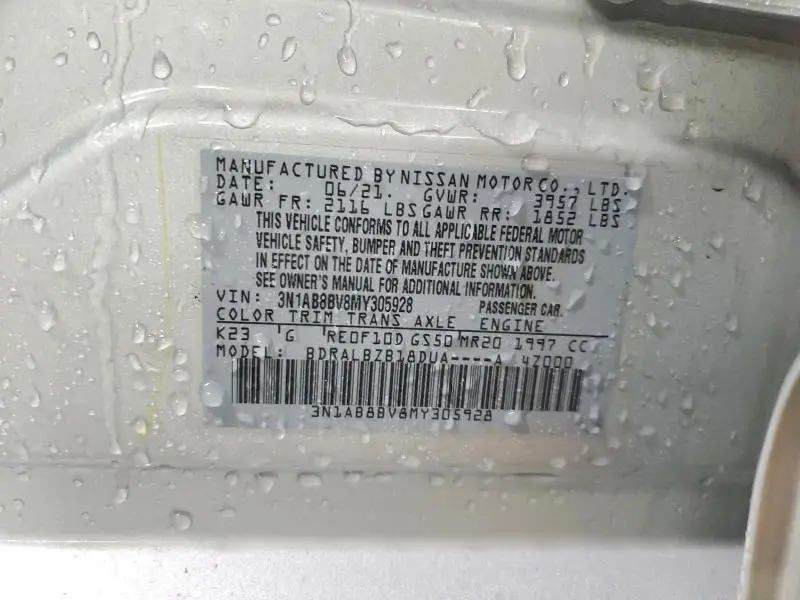 MANUFACTURED BY NISSAN MOTOR CO., LTD.
DATE: 06/21. GVWR: 3957 LBS
GAWR FR: 2116 LBS GAWR RR: 1852 LBS
THIS VEHICLE CONFORMS TO ALL APPLICABLE FEDERAL MOTOR
VEHICLE SAFETY, BUMPER AND THEFT PREVENTION STANDARDS
IN EFFECT ON THE DATE OF MANUFACTURE SHOWN ABOVE.
SEE OWNER'S MANUAL FOR ADDITIONAL INFORMATION.
VIN: 3N1AB8BV8MY305928 PASSENGER CAR.
COLOR TRIM TRANS AXLE ENGINE
K23 G RE0F10D GS50 MR20 1997 CC
MODEL: BDRALBZB18DUA----A 4Z000
3N1AB8BV8MY305928